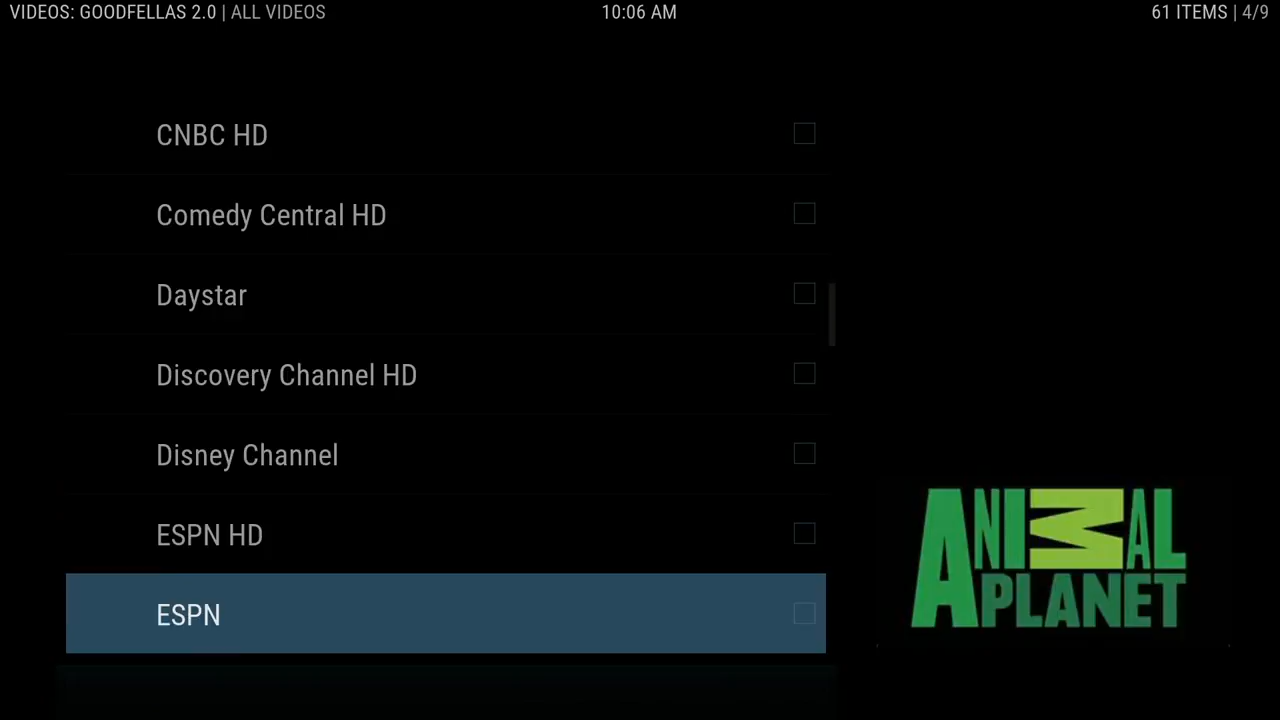 VIDEOS: GOODFELLAS 2.0 | ALL VIDEOS
10:06 AM
61 ITEMS | 4/9
CNBC HD
Comedy Central HD
Daystar
Discovery Channel HD
Disney Channel
ESPN HD
ESPN
ANIMAL
PLANET